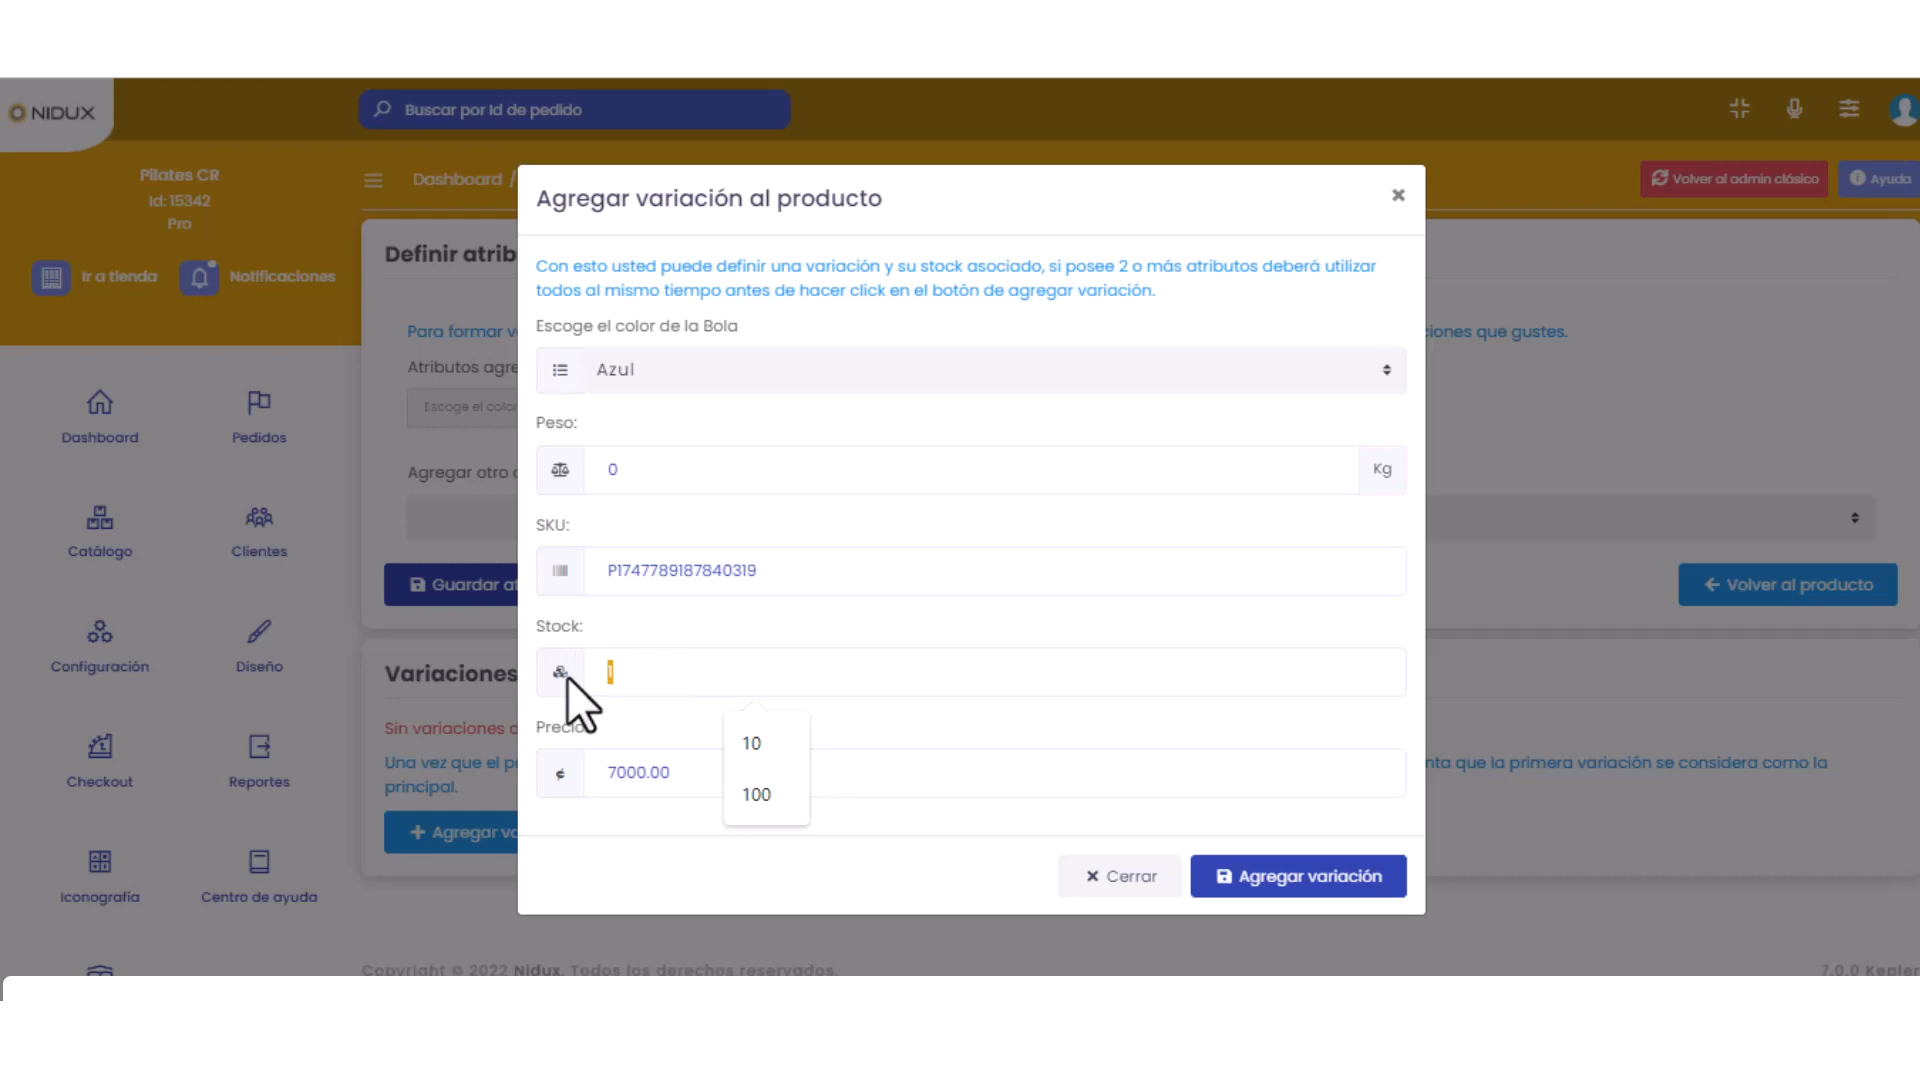 NIDUX
Buscar por Id de pedido
Pilates CR
Id: 15342
Pro
Ir a tienda
Notificaciones
Dashboard /
Volver al admin clásico
Ayuda
Dashboard
Pedidos
Catálogo
Clientes
Configuración
Diseño
Checkout
Reportes
Iconografía
Centro de ayuda
Definir atrib
Para formar v
ciones que gustes.
Atributos agre
Escoge el color
Agregar otro
Guardar at
Volver al producto
Variaciones
Sin variaciones
Una vez que el p
nta que la primera variación se considera como la
principal.
Agregar va
Agregar variación al producto
Con esto usted puede definir una variación y su stock asociado, si posee 2 o más atributos deberá utilizar
todos al mismo tiempo antes de hacer click en el botón de agregar variación.
Escoge el color de la Bola
Azul
Peso:
0
Kg
SKU:
P1747789187840319
Stock:
1
10
100
Precio
¢
7000.00
Cerrar
Agregar variación
Copyright © 2022 Nidux. Todos los derechos reservados.
7.0.0 Kepler